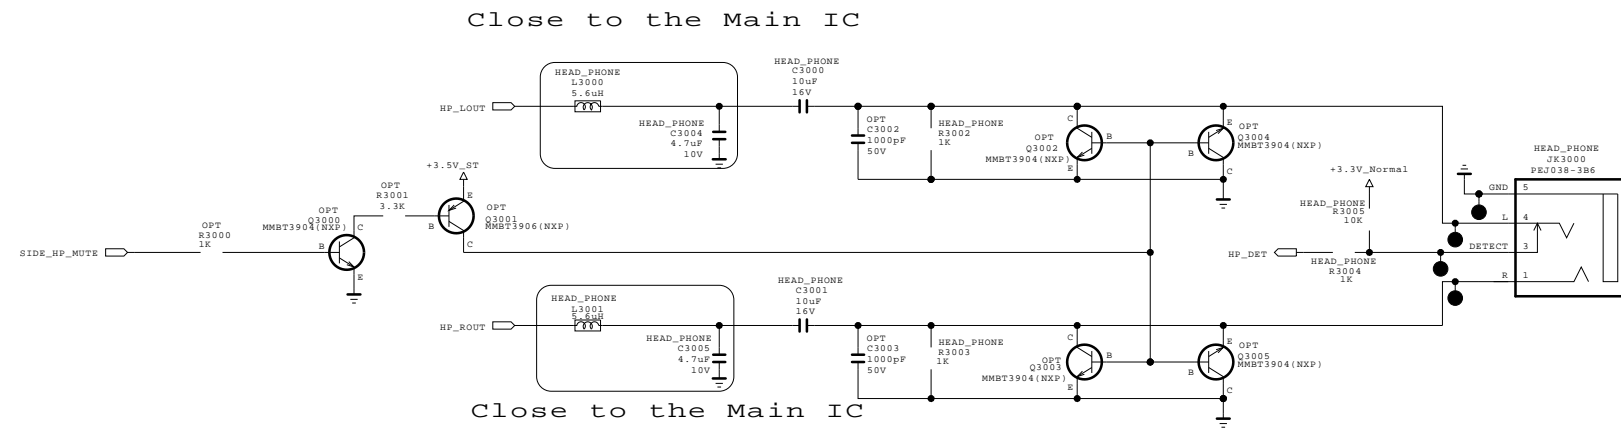 Close to the Main IC
HEAD_PHONE
L3000
5.6uH
HP_LOUT
HEAD_PHONE
C3004
4.7uF
10V
HEAD_PHONE
C3000
10uF
16V
OPT
C3002
1000pF
50V
HEAD_PHONE
R3002
1K
OPT
Q3002
MMBT3904(NXP)
C
B
E
E
B
C
OPT
Q3004
MMBT3904(NXP)
+3.5V_ST
OPT
R3001
3.3K
OPT
Q3001
MMBT3906(NXP)
E
B
C
OPT
Q3000
MMBT3904(NXP)
C
B
E
OPT
R3000
1K
SIDE_HP_MUTE
+3.3V_Normal
HEAD_PHONE
R3005
10K
HP_DET
HEAD_PHONE
R3004
1K
HEAD_PHONE
JK3000
PEJ038-3B6
GND 5
L 4
DETECT 3
R 1
HEAD_PHONE
L3001
5.6uH
HP_ROUT
HEAD_PHONE
C3005
4.7uF
10V
HEAD_PHONE
C3001
10uF
16V
OPT
C3003
1000pF
50V
HEAD_PHONE
R3003
1K
OPT
Q3003
MMBT3904(NXP)
C
B
E
E
B
C
OPT
Q3005
MMBT3904(NXP)
Close to the Main IC